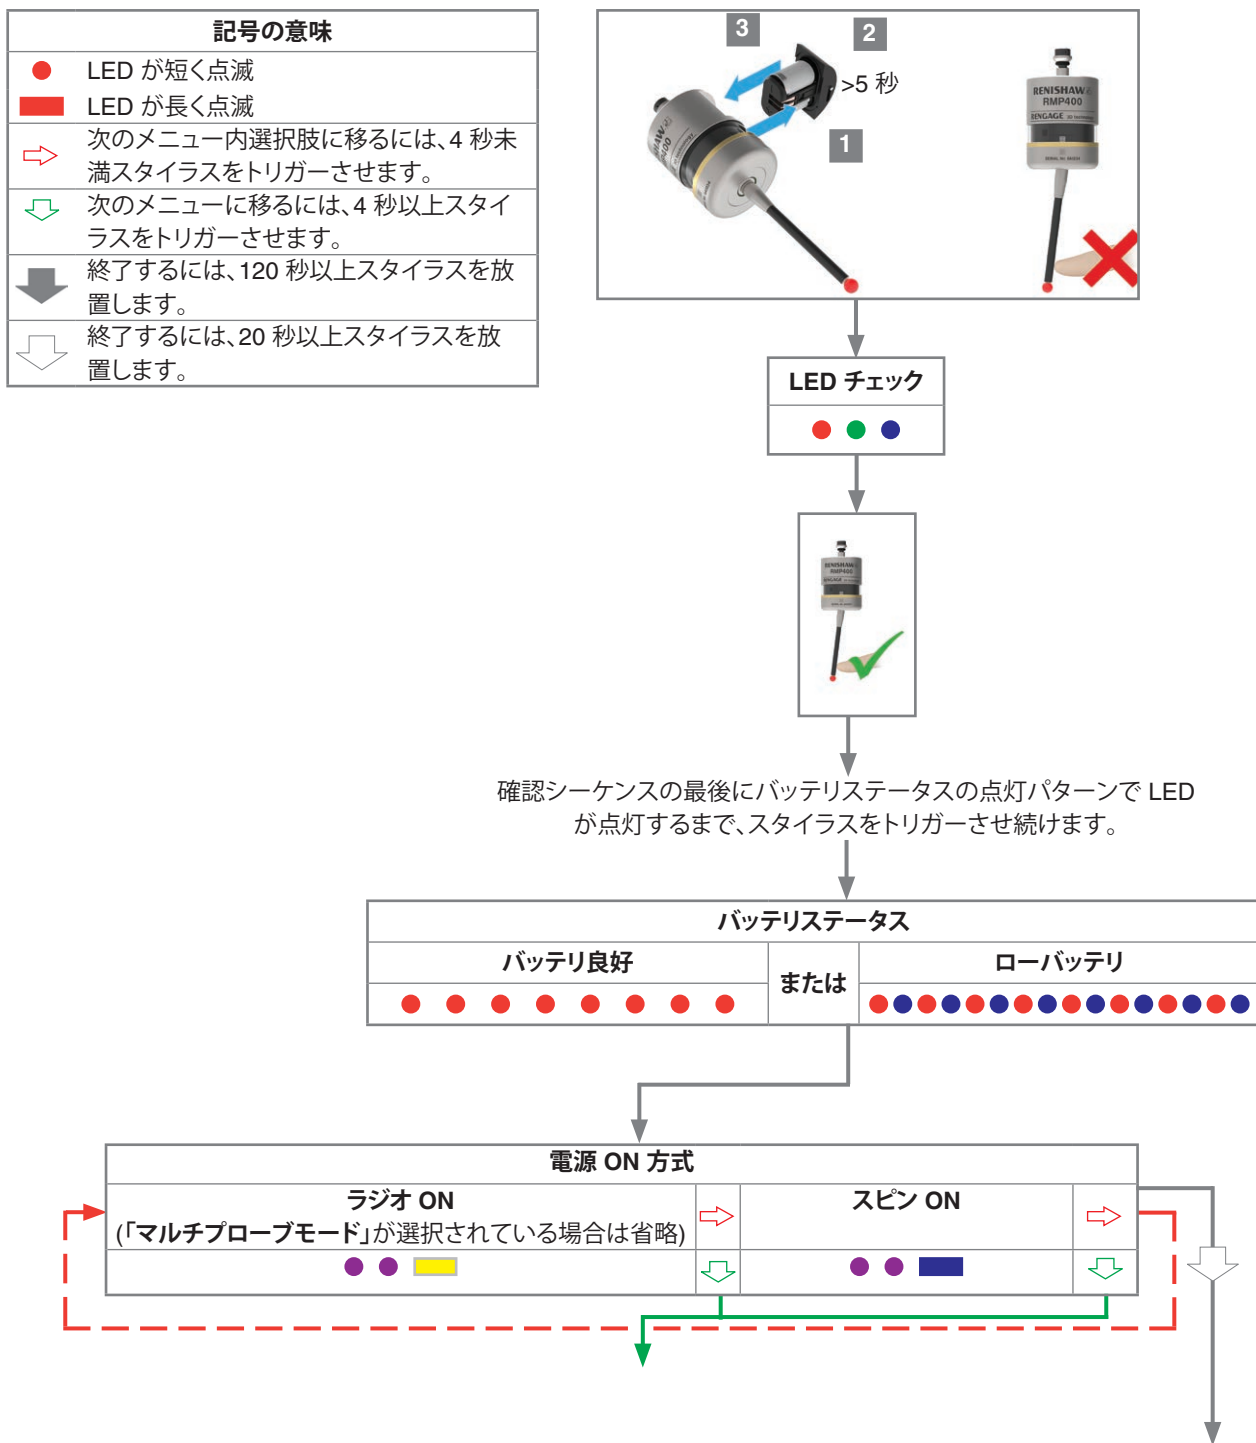 記号の意味
LED が短く点滅
LED が長く点滅
次のメニュー内選択肢に移るには、4 秒未
満スタイラスをトリガーさせます。
次のメニューに移るには、4 秒以上スタイ
ラスをトリガーさせます。
終了するには、120 秒以上スタイラスを放
置します。
終了するには、20 秒以上スタイラスを放
置します。
3
2
>5 秒
1
RENISHAW
RMP400
RENGAGE
LED チェック
RENISHAW
RMP400
RENGAGE
確認シーケンスの最後にバッテリステータスの点灯パターンで LED
が点灯するまで、スタイラスをトリガーさせ続けます。
バッテリステータス
バッテリ良好
または
ローバッテリ
電源 ON 方式
ラジオ ON
(「マルチプローブモード」が選択されている場合は省略)
スピン ON